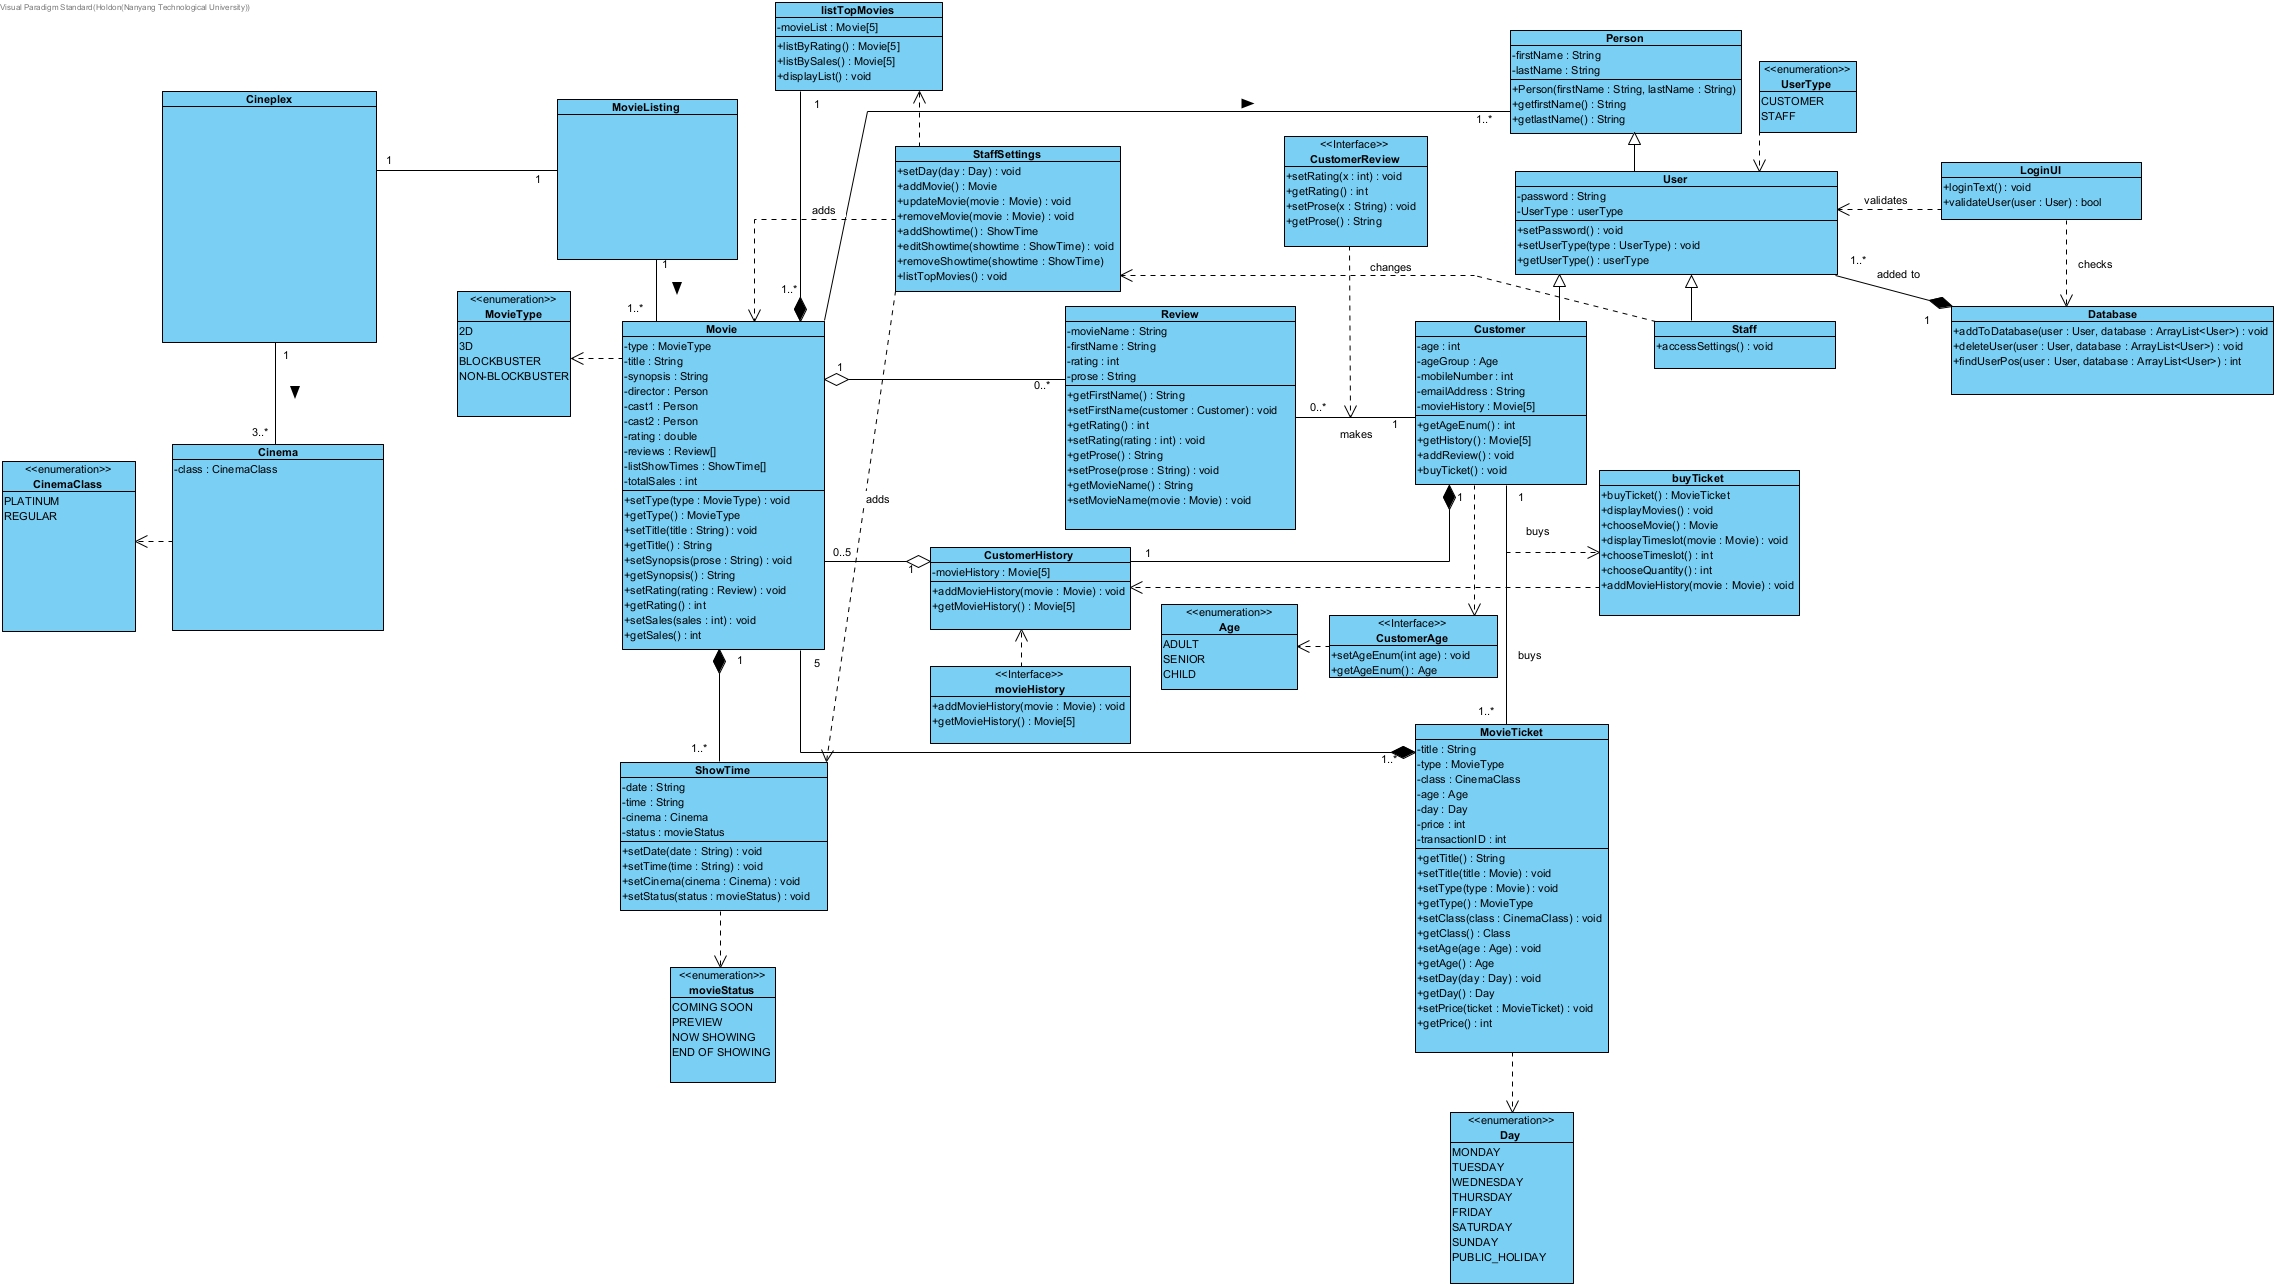 Visual Paradigm Standard(Holdon(Nanyang Technological University))
listTopMovies
-movieList : Movie[5]
+listByRating() : Movie[5]
+listBySales() : Movie[5]
+displayList() : void
1
1..*
Person
-firstName : String
-lastName : String
+Person(firstName : String, lastName : String)
+getfirstName() : String
+getlastName() : String
1..*
<<enumeration>>
UserType
CUSTOMER
STAFF
Cineplex
1
1
MovieListing
1
1..*
StaffSettings
+setDay(day : Day) : void
+addMovie() : Movie
+updateMovie(movie : Movie) : void
+removeMovie(movie : Movie) : void
+addShowtime() : ShowTime
+editShowtime(showtime : ShowTime) : void
+removeShowtime(showtime : ShowTime)
+listTopMovies() : void
adds
adds
changes
<<Interface>>
CustomerReview
+setRating(x : int) : void
+getRating() : int
+setProse(x : String) : void
+getProse() : String
User
-password : String
-UserType : userType
+setPassword() : void
+setUserType(type : UserType) : void
+getUserType() : userType
validates
LoginUI
+loginText() : void
+validateUser(user : User) : bool
checks
1..*
added to
1
Database
+addToDatabase(user : User, database : ArrayList<User>) : void
+deleteUser(user : User, database : ArrayList<User>) : void
+findUserPos(user : User, database : ArrayList<User>) : int
<<enumeration>>
MovieType
2D
3D
BLOCKBUSTER
NON-BLOCKBUSTER
Movie
-type : MovieType
-title : String
-synopsis : String
-director : Person
-cast1 : Person
-cast2 : Person
-rating : double
-reviews : Review[]
-listShowTimes : ShowTime[]
-totalSales : int
+setType(type : MovieType) : void
+getType() : MovieType
+setTitle(title : String) : void
+getTitle() : String
+setSynopsis(prose : String) : void
+getSynopsis() : String
+setRating(rating : Review) : void
+getRating() : int
+setSales(sales : int) : void
+getSales() : int
1
0..*
Review
-movieName : String
-firstName : String
-rating : int
-prose : String
+getFirstName() : String
+setFirstName(customer : Customer) : void
+getRating() : int
+setRating(rating : int) : void
+getProse() : String
+setProse(prose : String) : void
+getMovieName() : String
+setMovieName(movie : Movie) : void
0..*
makes
1
Customer
-age : int
-ageGroup : Age
-mobileNumber : int
-emailAddress : String
-movieHistory : Movie[5]
+getAgeEnum() : int
+getHistory() : Movie[5]
+addReview() : void
+buyTicket() : void
Staff
+accessSettings() : void
1
3..*
Cinema
-class : CinemaClass
<<enumeration>>
CinemaClass
PLATINUM
REGULAR
1
1
buys
buyTicket
+buyTicket() : MovieTicket
+displayMovies() : void
+chooseMovie() : Movie
+displayTimeslot(movie : Movie) : void
+chooseTimeslot() : int
+chooseQuantity() : int
+addMovieHistory(movie : Movie) : void
0..5
1
CustomerHistory
-movieHistory : Movie[5]
+addMovieHistory(movie : Movie) : void
+getMovieHistory() : Movie[5]
1
<<enumeration>>
Age
ADULT
SENIOR
CHILD
<<Interface>>
CustomerAge
+setAgeEnum(int age) : void
+getAgeEnum() : Age
buys
1..*
<<Interface>>
movieHistory
+addMovieHistory(movie : Movie) : void
+getMovieHistory() : Movie[5]
1
5
1..*
1..*
ShowTime
-date : String
-time : String
-cinema : Cinema
-status : movieStatus
+setDate(date : String) : void
+setTime(time : String) : void
+setCinema(cinema : Cinema) : void
+setStatus(status : movieStatus) : void
MovieTicket
-title : String
-type : MovieType
-class : CinemaClass
-age : Age
-day : Day
-price : int
-transactionID : int
+getTitle() : String
+setTitle(title : Movie) : void
+setType(type : Movie) : void
+getType() : MovieType
+setClass(class : CinemaClass) : void
+getClass() : Class
+setAge(age : Age) : void
+getAge() : Age
+setDay(day : Day) : void
+getDay() : Day
+setPrice(ticket : MovieTicket) : void
+getPrice() : int
<<enumeration>>
movieStatus
COMING SOON
PREVIEW
NOW SHOWING
END OF SHOWING
<<enumeration>>
Day
MONDAY
TUESDAY
WEDNESDAY
THURSDAY
FRIDAY
SATURDAY
SUNDAY
PUBLIC_HOLIDAY